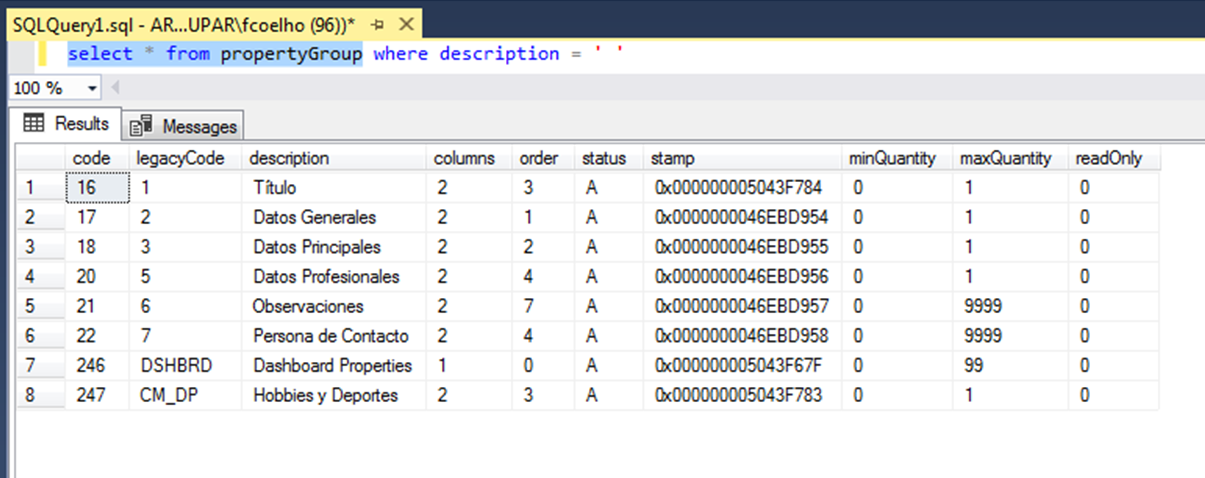 SQLQuery1.sql - AR...UPAR\fcoelho (96))*
select * from propertyGroup where description = ' '
100 %
Results Messages
code legacyCode description columns order status stamp minQuantity maxQuantity readOnly
1 16 1 Título 2 3 A 0x000000005043F784 0 1 0
2 17 2 Datos Generales 2 1 A 0x0000000046EBD954 0 1 0
3 18 3 Datos Principales 2 2 A 0x0000000046EBD955 0 1 0
4 20 5 Datos Profesionales 2 4 A 0x0000000046EBD956 0 1 0
5 21 6 Observaciones 2 7 A 0x0000000046EBD957 0 9999 0
6 22 7 Persona de Contacto 2 4 A 0x0000000046EBD958 0 9999 0
7 246 DSHBRD Dashboard Properties 1 0 A 0x000000005043F67F 0 99 0
8 247 CM_DP Hobbies y Deportes 2 3 A 0x000000005043F783 0 1 0